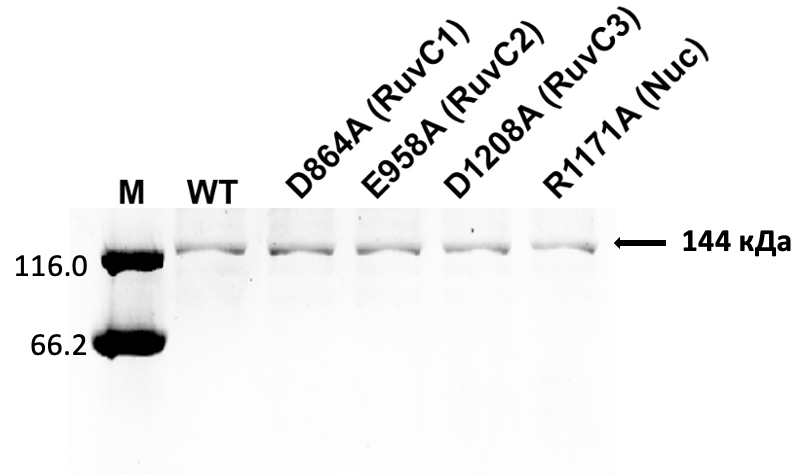 M
WT
D864A (RuvC1)
E958A (RuvC2)
D1208A (RuvC3)
R1171A (Nuc)
144 кДа
116.0
66.2